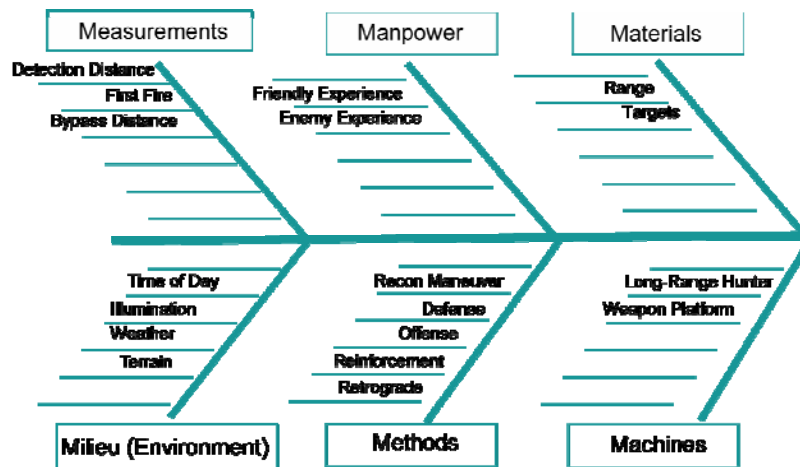 Measurements
Manpower
Materials
Detection Distance
First Fire
Bypass Distance
Friendly Experience
Enemy Experience
Range
Targets
Time of Day
Illumination
Weather
Terrain
Recon Maneuver
Defense
Offense
Reinforcement
Retrograde
Long-Range Hunter
Weapon Platform
Milieu (Environment)
Methods
Machines